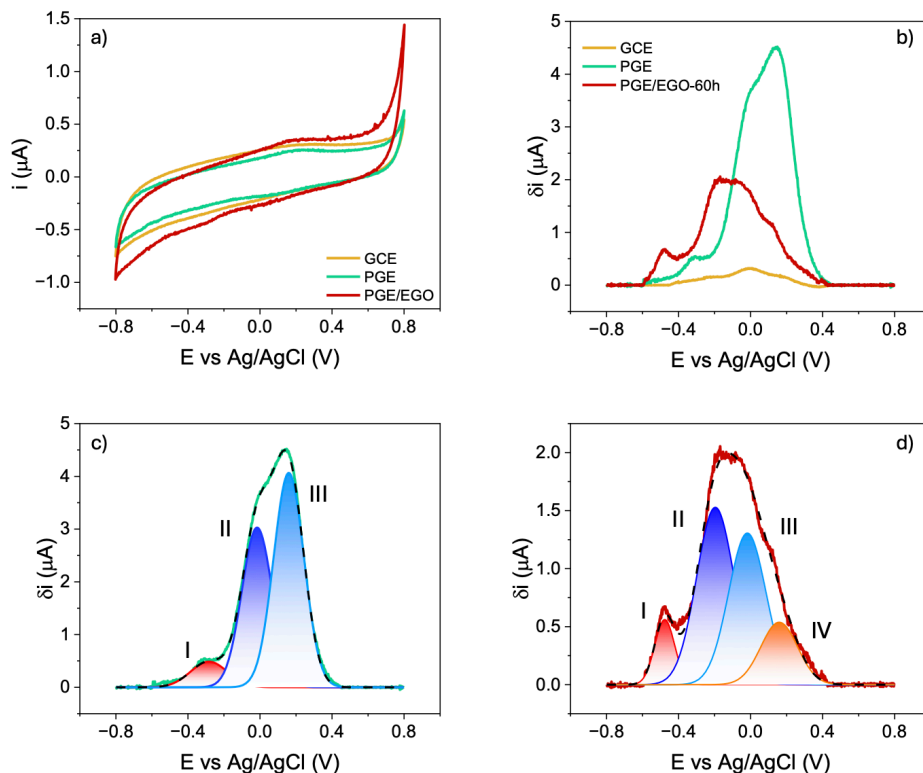 a)
1.5
1.0
0.5
0.0
−0.5
−1.0
i (μA)
GCE
PGE
PGE/EGO
−0.8 −0.4 0.0 0.4 0.8
E vs Ag/AgCl (V)
b)
5
4
3
2
1
0
δi (μA)
GCE
PGE
PGE/EGO-60h
−0.8 −0.4 0.0 0.4 0.8
E vs Ag/AgCl (V)
c)
5
4
3
2
1
0
δi (μA)
I
II
III
−0.8 −0.4 0.0 0.4 0.8
E vs Ag/AgCl (V)
d)
2.0
1.5
1.0
0.5
0.0
δi (μA)
I
II
III
IV
−0.8 −0.4 0.0 0.4 0.8
E vs Ag/AgCl (V)